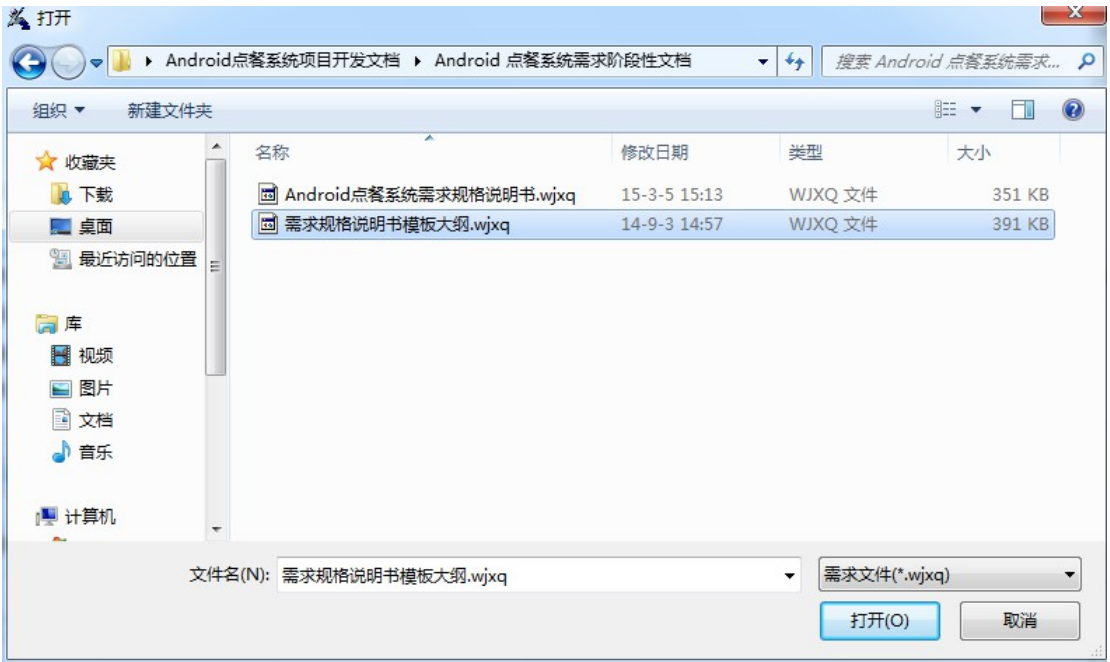 打开
Android点餐系统项目开发文档 Android 点餐系统需求阶段性文档 搜索 Android 点餐系统需求...
组织 新建文件夹
收藏夹
下载
桌面
最近访问的位置
库
视频
图片
文档
音乐
计算机
名称 修改日期 类型 大小
Android点餐系统需求规格说明书.wjxq 15-3-5 15:13 WJXQ 文件 351 KB
需求规格说明书模板大纲.wjxq 14-9-3 14:57 WJXQ 文件 391 KB
文件名(N): 需求规格说明书模板大纲.wjxq 需求文件(*.wjxq)
打开(O) 取消